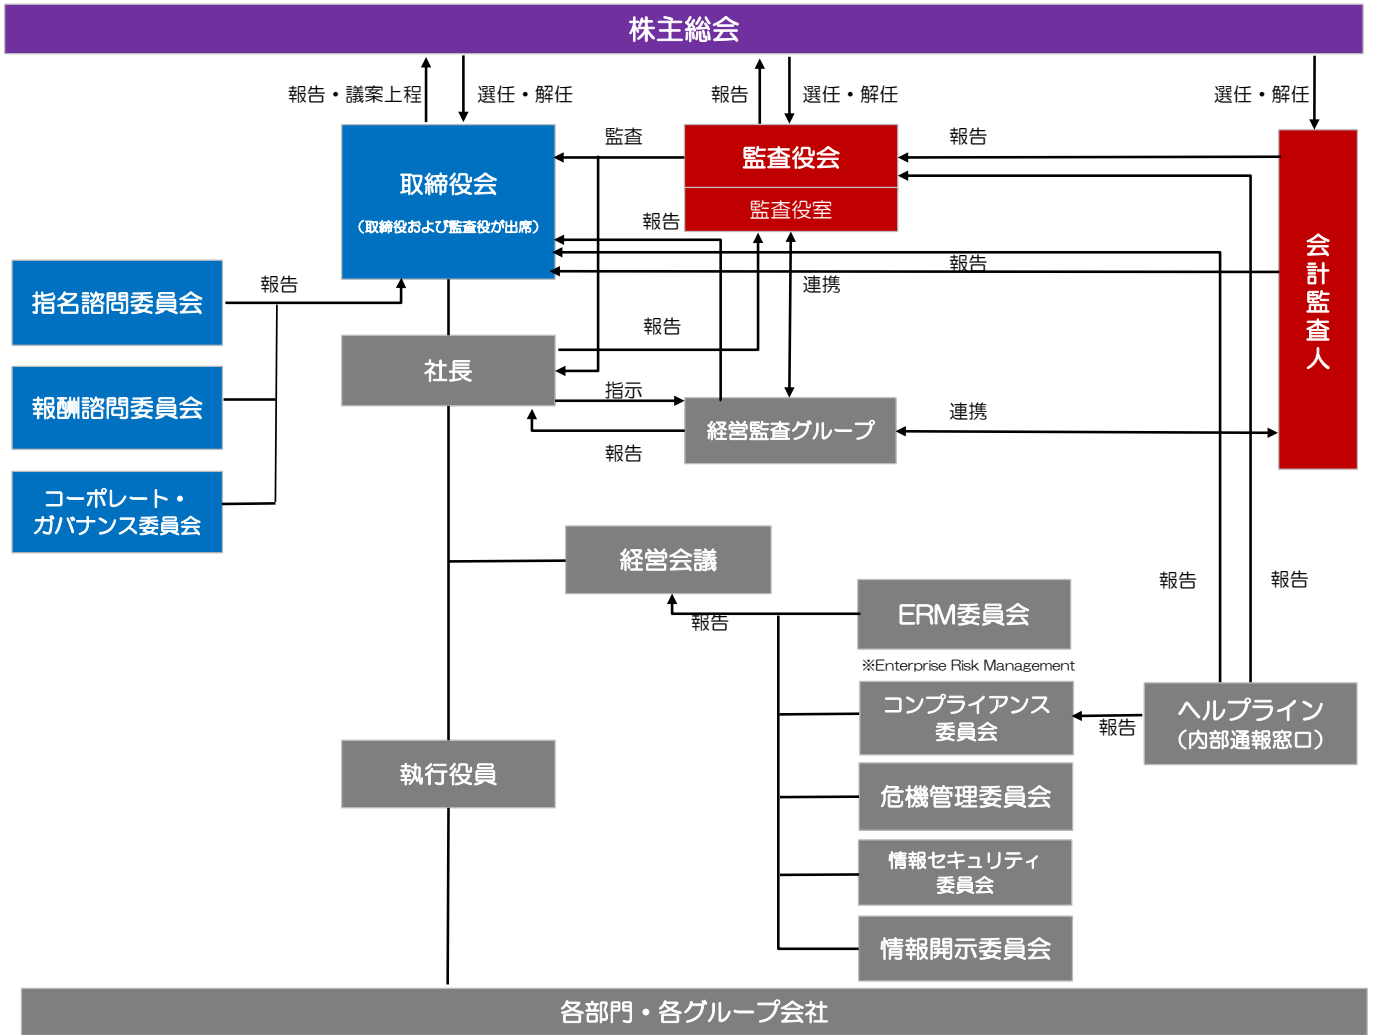 株主総会
報告・議案上程
選任・解任
報告
選任・解任
選任・解任
取締役会
（取締役および監査役が出席）
監査
監査役会
監査役室
報告
報告
報告
連携
会計監査人
指名諮問委員会
報告
報酬諮問委員会
コーポレート・
ガバナンス委員会
社長
報告
指示
報告
経営監査グループ
連携
経営会議
報告
ERM委員会
※Enterprise Risk Management
コンプライアンス
委員会
報告
報告
報告
ヘルプライン
（内部通報窓口）
執行役員
危機管理委員会
情報セキュリティ
委員会
情報開示委員会
各部門・各グループ会社